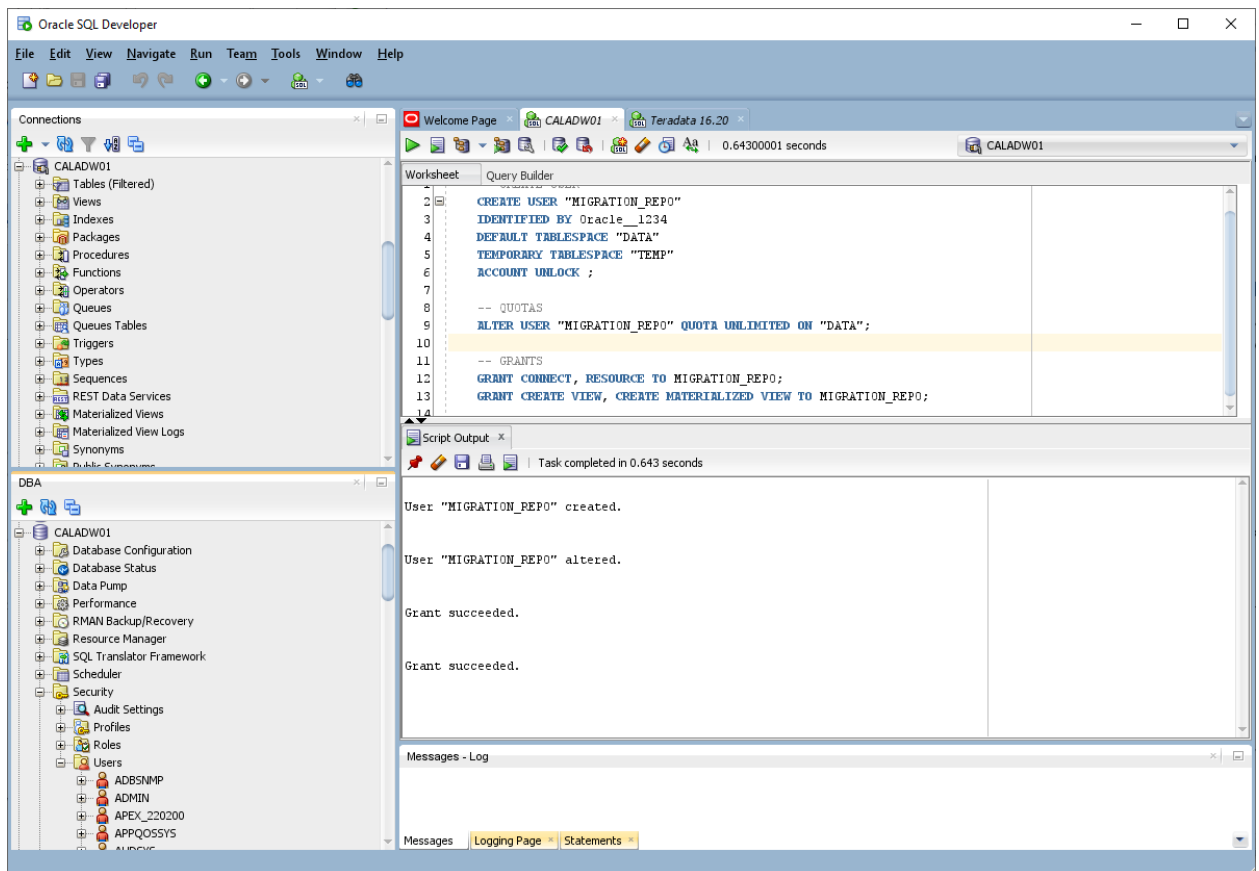 Oracle SQL Developer
File Edit View Navigate Run Team Tools Window Help
Connections
CALADW01
Tables (Filtered)
Views
Indexes
Packages
Procedures
Functions
Operators
Queues
Queues Tables
Triggers
Types
Sequences
REST Data Services
Materialized Views
Materialized View Logs
Synonyms
Public Synonyms
DBA
CALADW01
Database Configuration
Database Status
Data Pump
Performance
RMAN Backup/Recovery
Resource Manager
SQL Translator Framework
Scheduler
Security
Audit Settings
Profiles
Roles
Users
ADBSNMP
ADMIN
APEX_220200
APPQOSSYS
AUDSYS
Welcome Page CALADW01 Teradata 16.20
0.64300001 seconds CALADW01
Worksheet Query Builder
1 -- CREATE USER
2 CREATE USER "MIGRATION_REPO"
3 IDENTIFIED BY Oracle__1234
4 DEFAULT TABLESPACE "DATA"
5 TEMPORARY TABLESPACE "TEMP"
6 ACCOUNT UNLOCK ;
7
8 -- QUOTAS
9 ALTER USER "MIGRATION_REPO" QUOTA UNLIMITED ON "DATA";
10
11 -- GRANTS
12 GRANT CONNECT, RESOURCE TO MIGRATION_REPO;
13 GRANT CREATE VIEW, CREATE MATERIALIZED VIEW TO MIGRATION_REPO;
14
Script Output
Task completed in 0.643 seconds
User "MIGRATION_REPO" created.
User "MIGRATION_REPO" altered.
Grant succeeded.
Grant succeeded.
Messages - Log
Messages Logging Page Statements